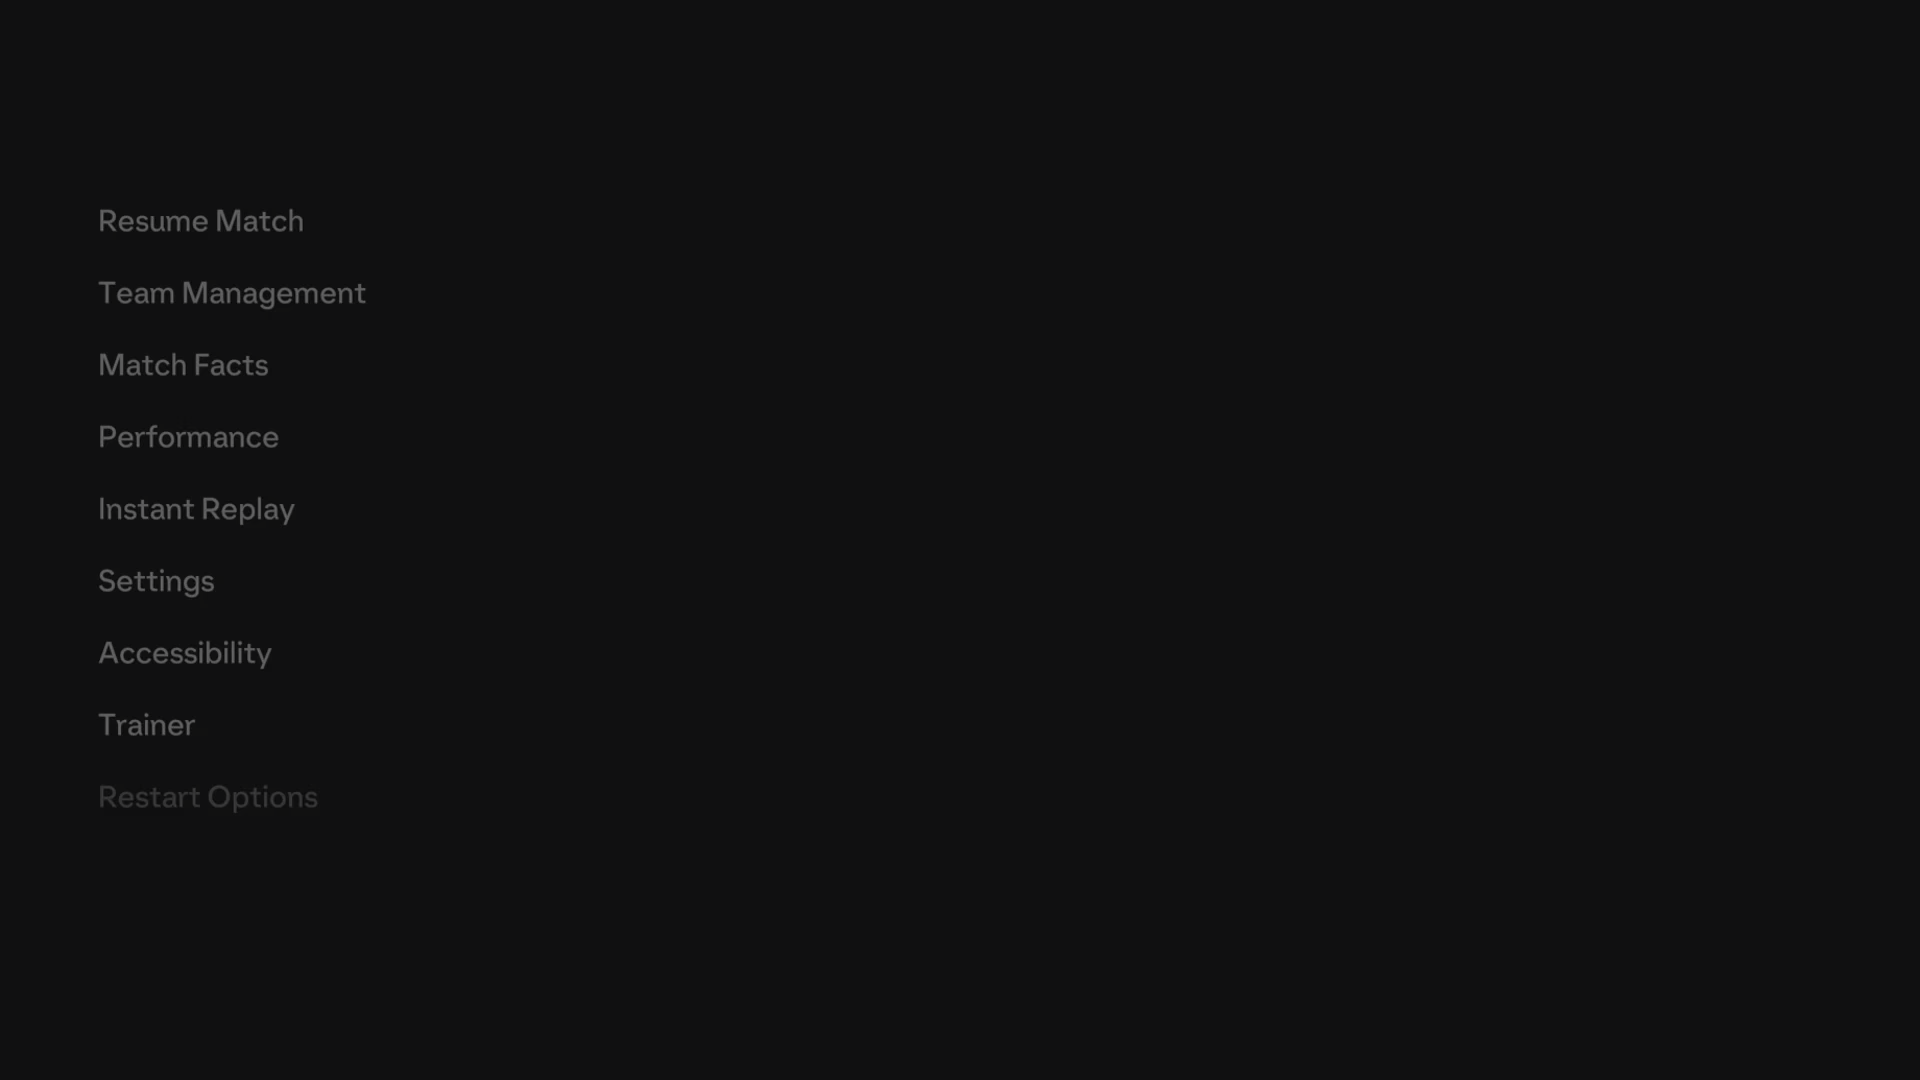 Resume Match
Team Management
Match Facts
Performance
Instant Replay
Settings
Accessibility
Trainer
Restart Options